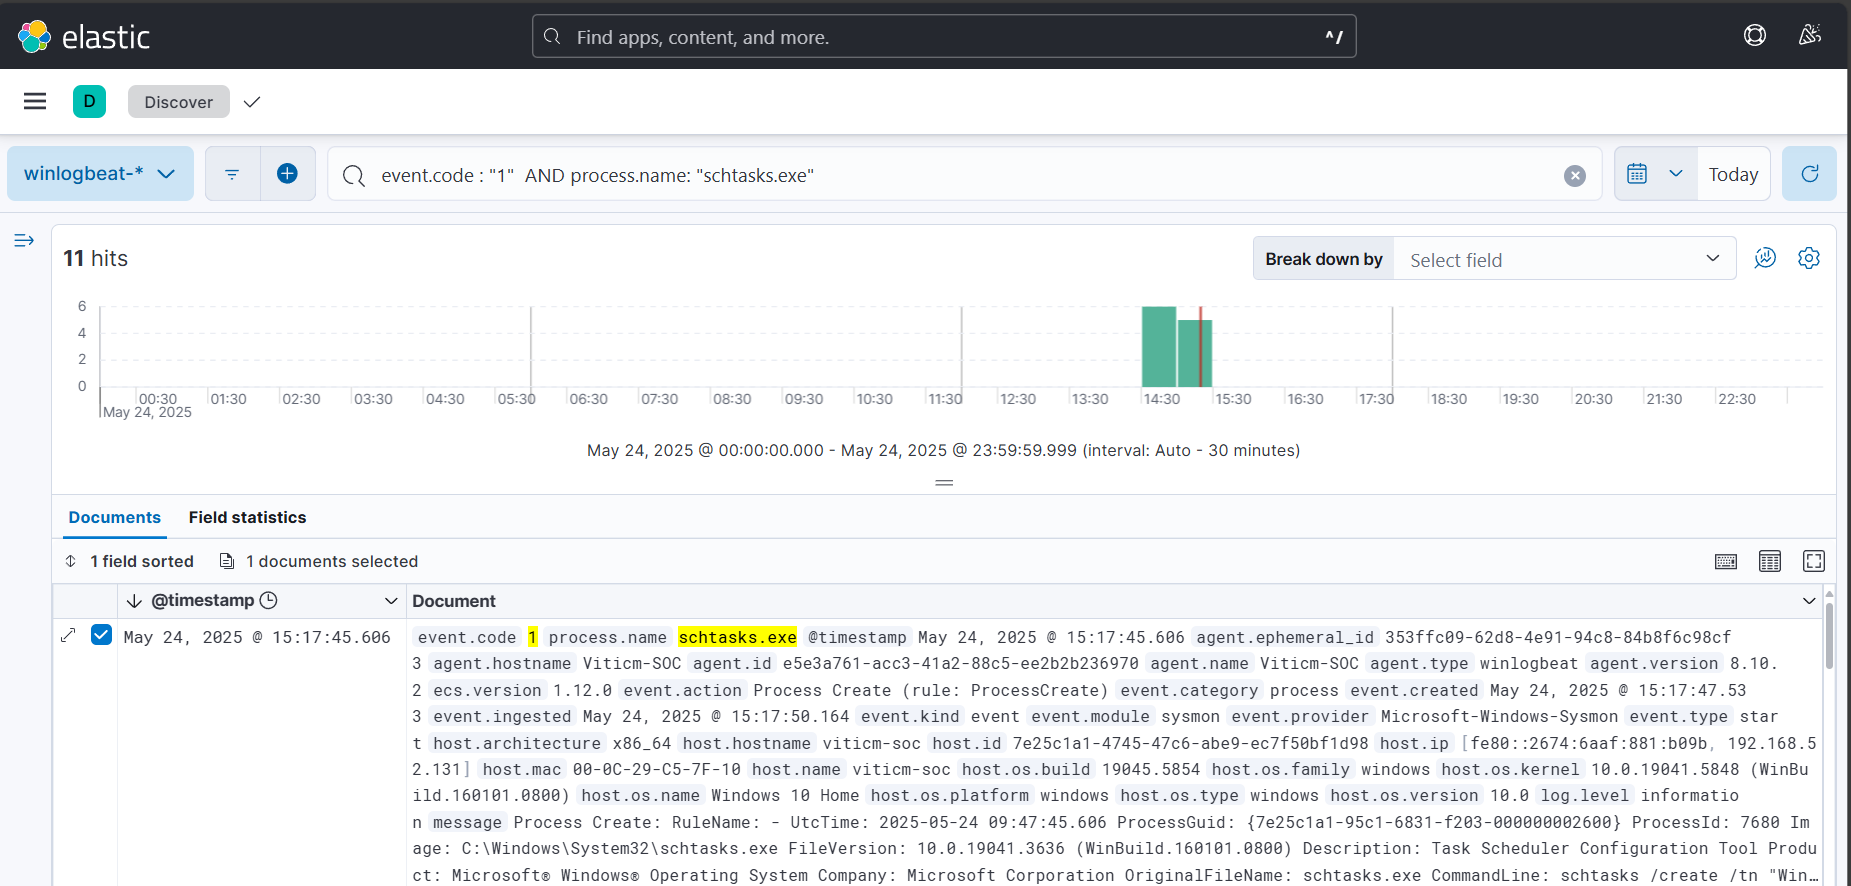 elastic
Find apps, content, and more.
^/
D
Discover
winlogbeat-*
event.code : "1"  AND process.name: "schtasks.exe"
Today
11 hits
Break down by
Select field
6
4
2
0
00:30 01:30 02:30 03:30 04:30 05:30 06:30 07:30 08:30 09:30 10:30 11:30 12:30 13:30 14:30 15:30 16:30 17:30 18:30 19:30 20:30 21:30 22:30
May 24, 2025
May 24, 2025 @ 00:00:00.000 - May 24, 2025 @ 23:59:59.999 (interval: Auto - 30 minutes)
Documents
Field statistics
1 field sorted
1 documents selected
@timestamp
Document
May 24, 2025 @ 15:17:45.606
event.code 1 process.name schtasks.exe @timestamp May 24, 2025 @ 15:17:45.606 agent.ephemeral_id 353ffc09-62d8-4e91-94c8-84b8f6c98cf
3 agent.hostname Viticm-SOC agent.id e5e3a761-acc3-41a2-88c5-ee2b2b236970 agent.name Viticm-SOC agent.type winlogbeat agent.version 8.10.
2 ecs.version 1.12.0 event.action Process Create (rule: ProcessCreate) event.category process event.created May 24, 2025 @ 15:17:47.53
3 event.ingested May 24, 2025 @ 15:17:50.164 event.kind event event.module sysmon event.provider Microsoft-Windows-Sysmon event.type star
t host.architecture x86_64 host.hostname viticm-soc host.id 7e25c1a1-4745-47c6-abe9-ec7f50bf1d98 host.ip [fe80::2674:6aaf:881:b09b, 192.168.5
2.131] host.mac 00-0C-29-C5-7F-10 host.name viticm-soc host.os.build 19045.5854 host.os.family windows host.os.kernel 10.0.19041.5848 (WinBu
ild.160101.0800) host.os.name Windows 10 Home host.os.platform windows host.os.type windows host.os.version 10.0 log.level informatio
n message Process Create: RuleName: - UtcTime: 2025-05-24 09:47:45.606 ProcessGuid: {7e25c1a1-95c1-6831-f203-000000002600} ProcessId: 7680 Im
age: C:\Windows\System32\schtasks.exe FileVersion: 10.0.19041.3636 (WinBuild.160101.0800) Description: Task Scheduler Configuration Tool Produ
ct: Microsoft® Windows® Operating System Company: Microsoft Corporation OriginalFileName: schtasks.exe CommandLine: schtasks /create /tn "Win…